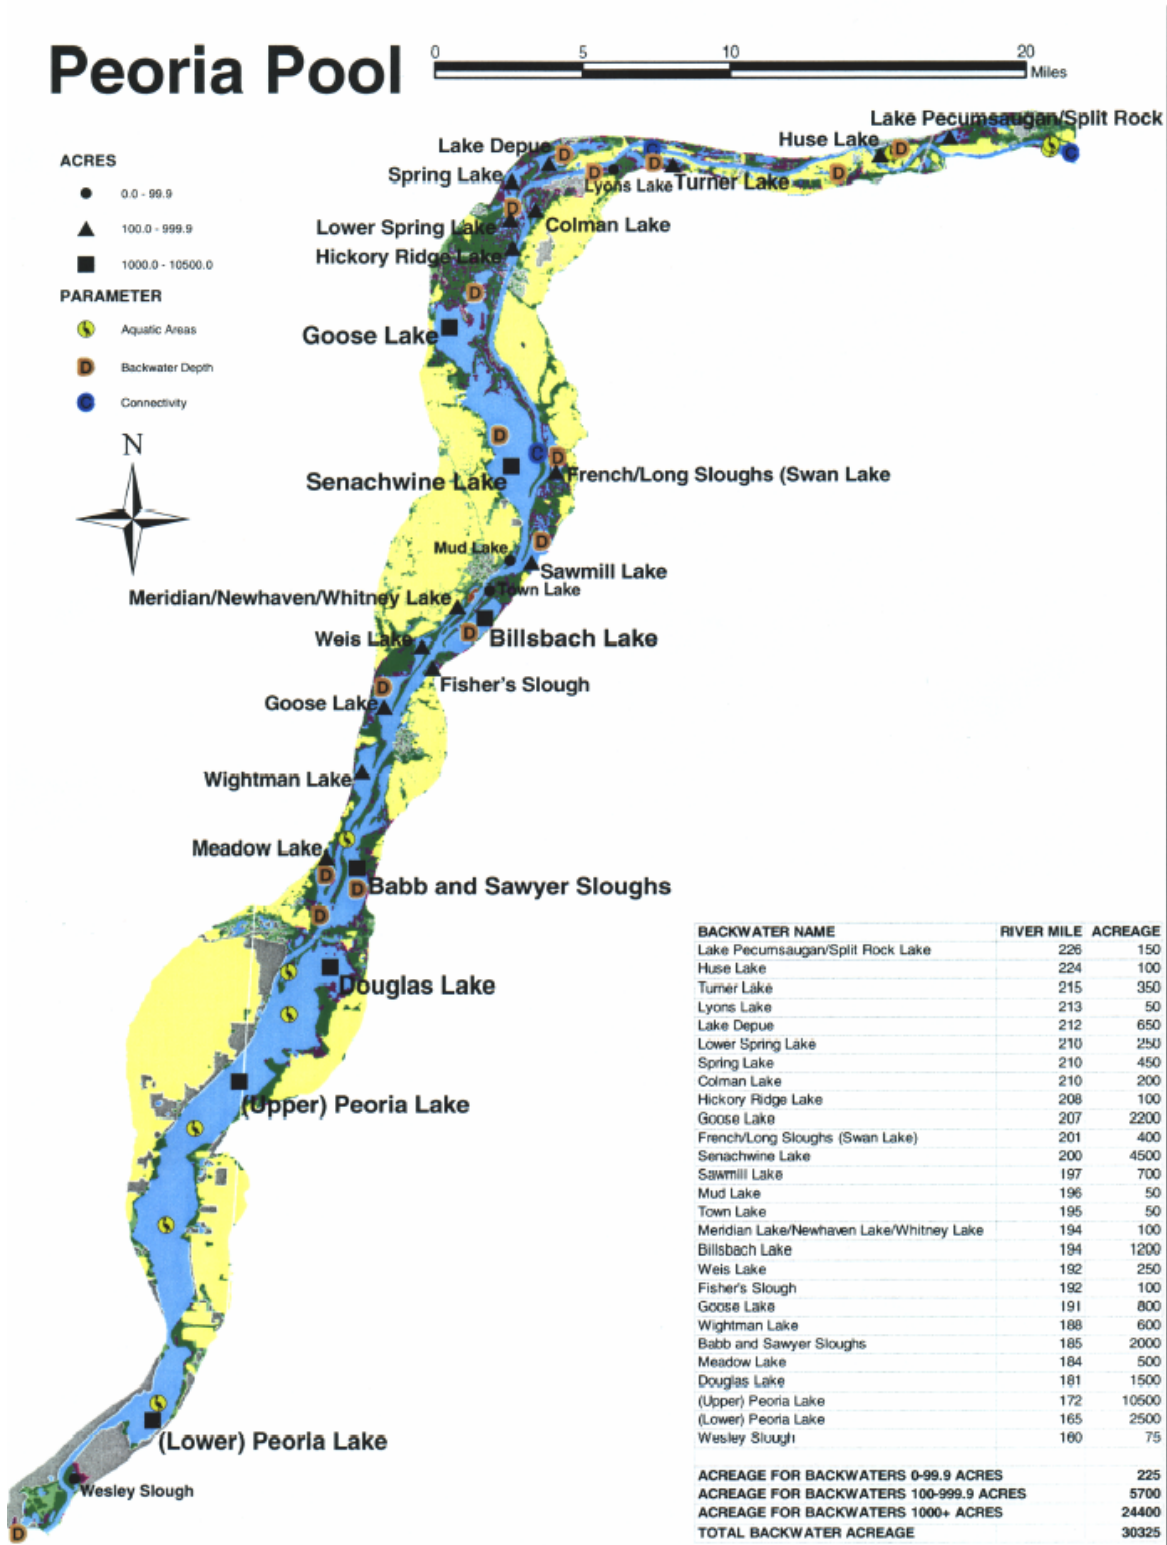 Peoria Pool
0 5 10 20
Miles
ACRES
0.0 - 99.9
100.0 - 999.9
1000.0 - 10500.0
PARAMETER
Aquatic Areas
D Backwater Depth
C Connectivity
N
Lake Pecumsaugan/Split Rock
Huse Lake
Lake Depue
Spring Lake
Lyons Lake
Turner Lake
Lower Spring Lake
Colman Lake
Hickory Ridge Lake
Goose Lake
Senachwine Lake
French/Long Sloughs (Swan Lake
Mud Lake
Sawmill Lake
Town Lake
Meridian/Newhaven/Whitney Lake
Weis Lake
Billsbach Lake
Fisher's Slough
Goose Lake
Wightman Lake
Meadow Lake
Babb and Sawyer Sloughs
Douglas Lake
(Upper) Peoria Lake
(Lower) Peoria Lake
Wesley Slough
BACKWATER NAME RIVER MILE ACREAGE
Lake Pecumsaugan/Split Rock Lake 226 150
Huse Lake 224 100
Turner Lake 215 350
Lyons Lake 213 50
Lake Depue 212 650
Lower Spring Lake 210 250
Spring Lake 210 450
Colman Lake 210 200
Hickory Ridge Lake 208 100
Goose Lake 207 2200
French/Long Sloughs (Swan Lake) 201 400
Senachwine Lake 200 4500
Sawmill Lake 197 700
Mud Lake 196 50
Town Lake 195 50
Meridian Lake/Newhaven Lake/Whitney Lake 194 100
Billsbach Lake 194 1200
Weis Lake 192 250
Fisher's Slough 192 100
Goose Lake 191 800
Wightman Lake 188 600
Babb and Sawyer Sloughs 185 2000
Meadow Lake 184 500
Douglas Lake 181 1500
(Upper) Peoria Lake 172 10500
(Lower) Peoria Lake 165 2500
Wesley Slough 160 75
ACREAGE FOR BACKWATERS 0-99.9 ACRES 225
ACREAGE FOR BACKWATERS 100-999.9 ACRES 5700
ACREAGE FOR BACKWATERS 1000+ ACRES 24400
TOTAL BACKWATER ACREAGE 30325